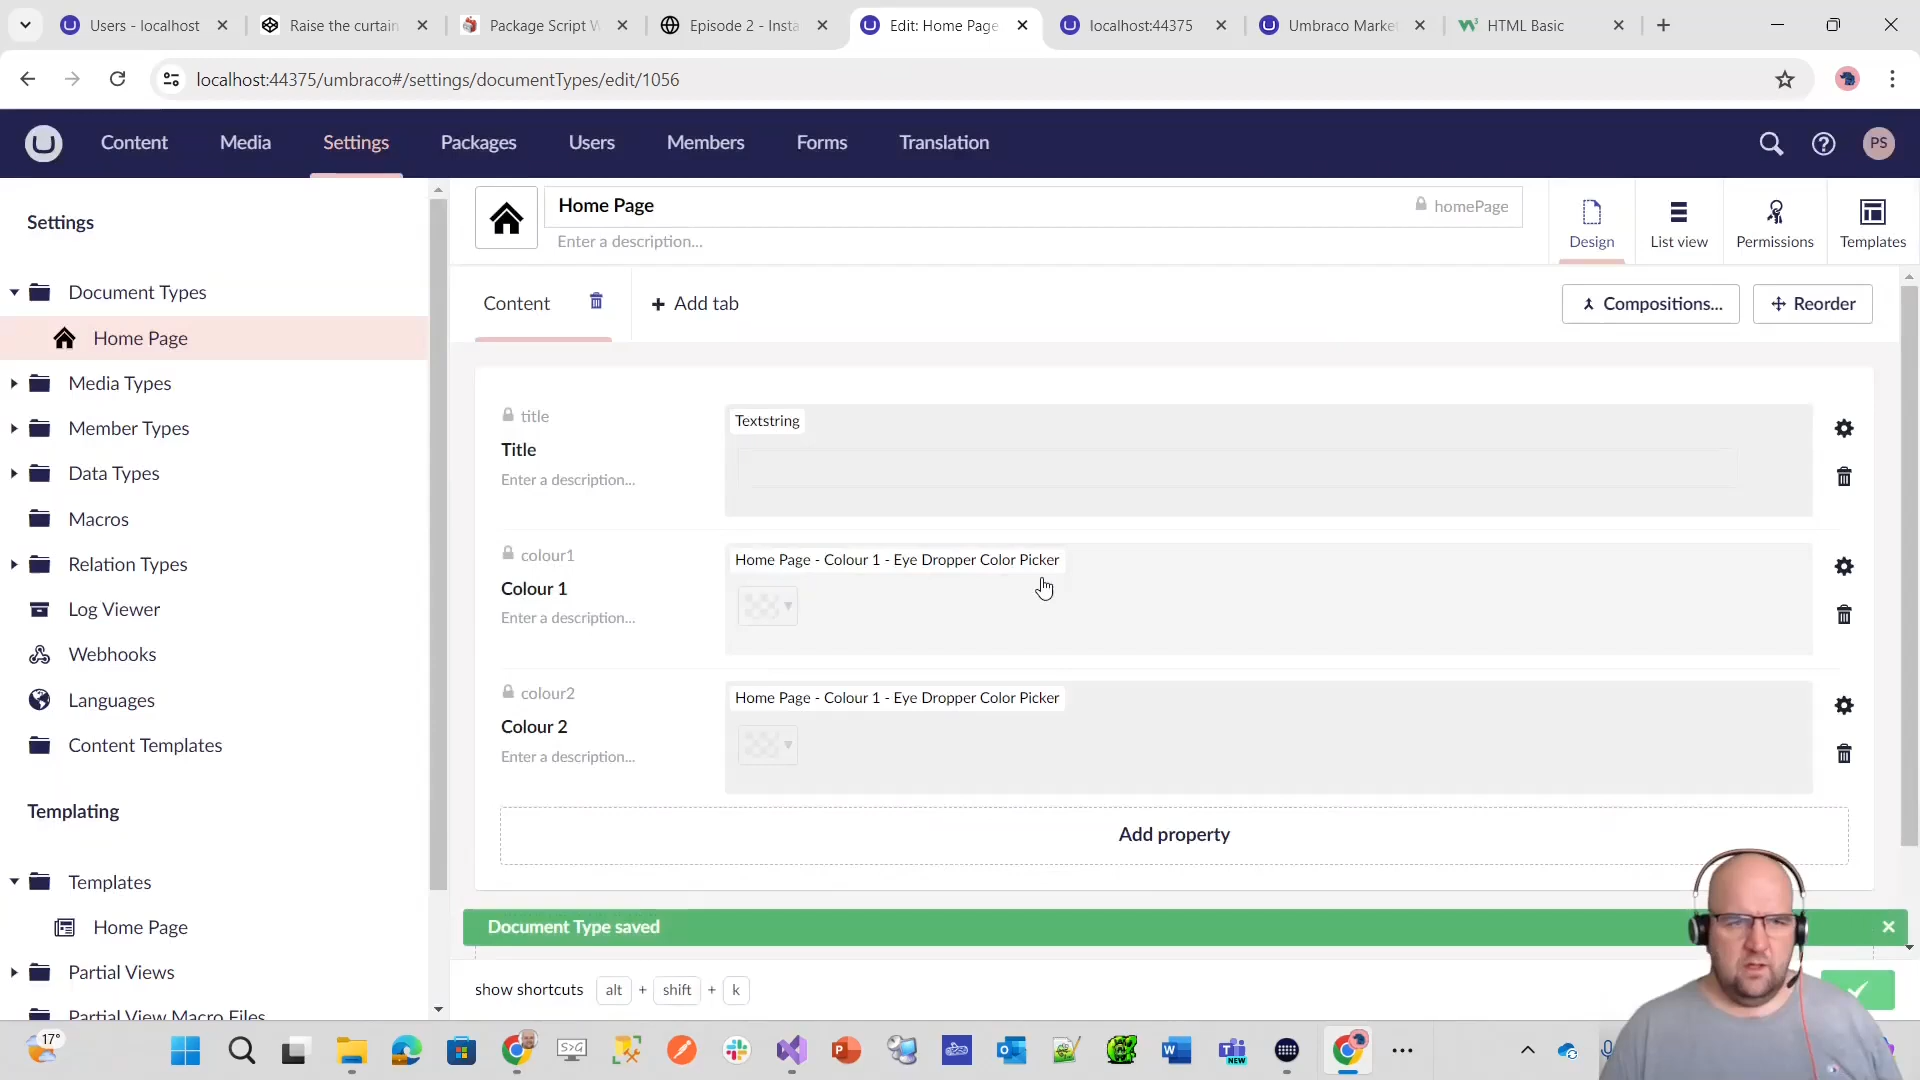 Users - localhost
Raise the curtain
Package Script W
Episode 2 - Insta
Edit: Home Page
localhost:44375
Umbraco Market
HTML Basic
localhost:44375/umbraco#/settings/documentTypes/edit/1056
Content
Media
Settings
Packages
Users
Members
Forms
Translation
PS
Settings
Document Types
Home Page
Media Types
Member Types
Data Types
Macros
Relation Types
Log Viewer
Webhooks
Languages
Content Templates
Templating
Templates
Home Page
Partial Views
Partial View Macro Files
Home Page
homePage
Enter a description...
Design
List view
Permissions
Templates
Content
Add tab
Compositions...
Reorder
title
Title
Enter a description...
Textstring
colour1
Colour 1
Enter a description...
Home Page - Colour 1 - Eye Dropper Color Picker
colour2
Colour 2
Enter a description...
Home Page - Colour 1 - Eye Dropper Color Picker
Add property
Document Type saved
show shortcuts alt + shift + k
17°
S>G
NEW